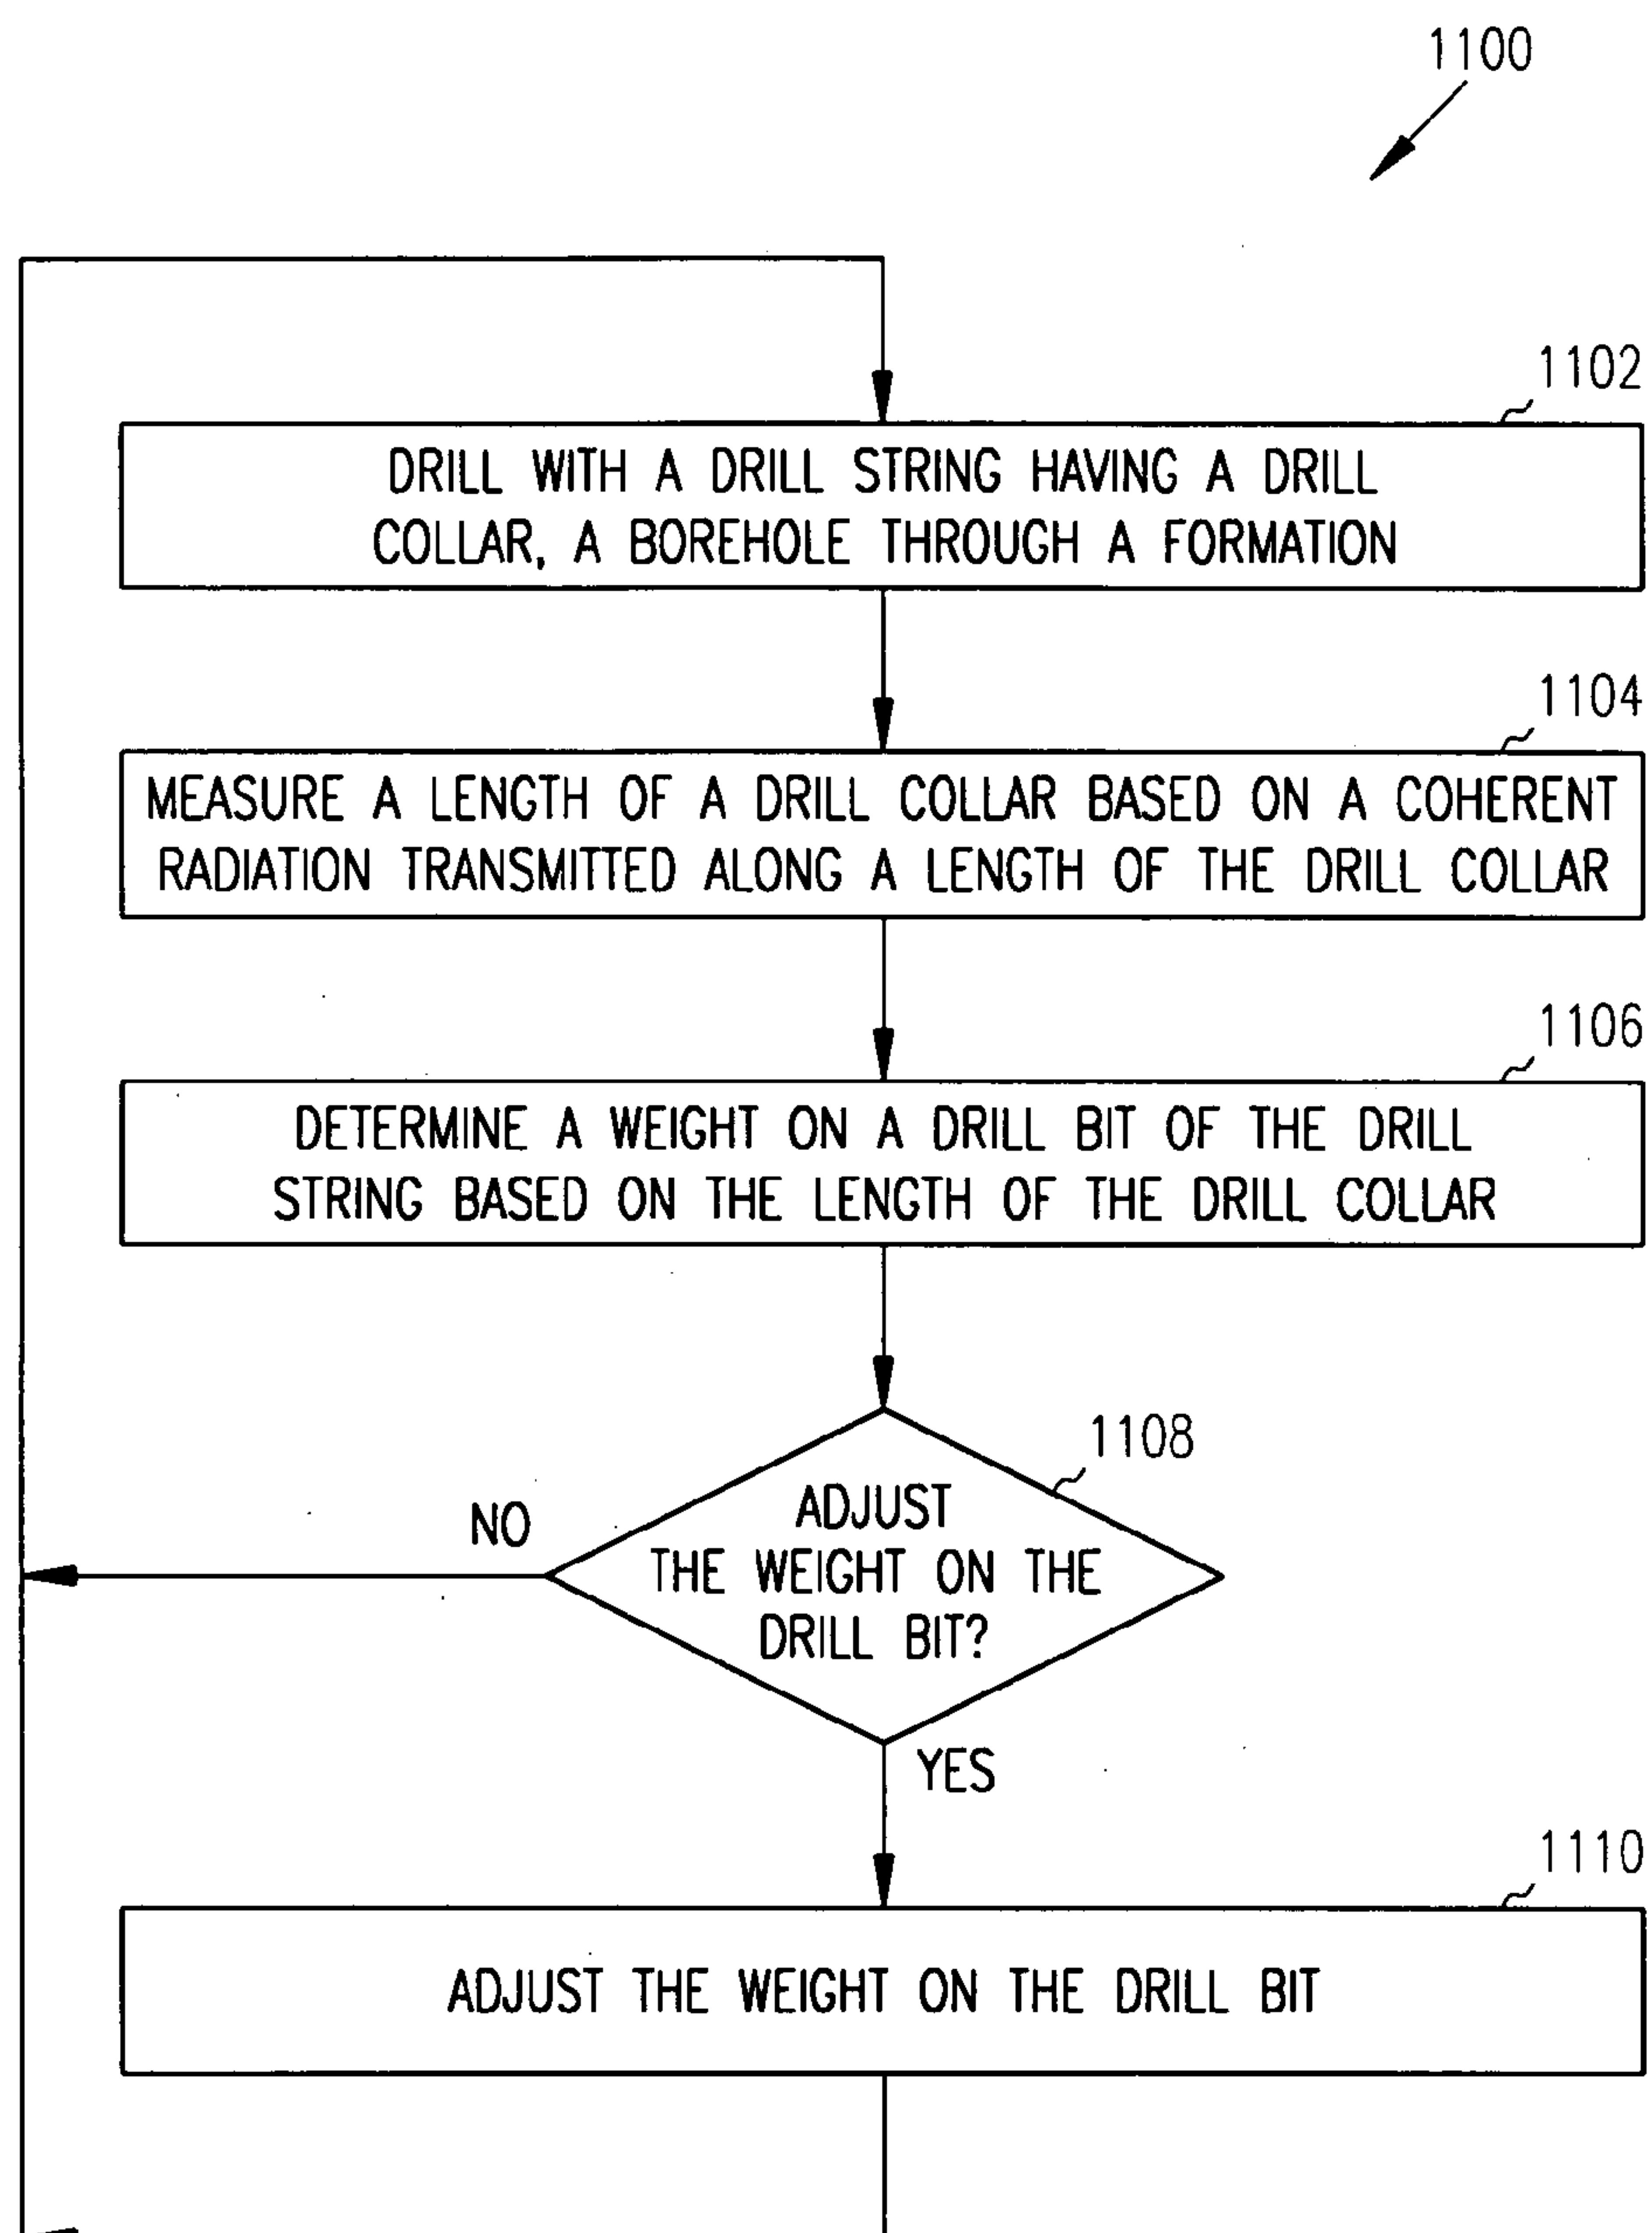 1100
1102
DRILL WITH A DRILL STRING HAVING A DRILL
COLLAR, A BOREHOLE THROUGH A FORMATION
1104
MEASURE A LENGTH OF A DRILL COLLAR BASED ON A COHERENT
RADIATION TRANSMITTED ALONG A LENGTH OF THE DRILL COLLAR
1106
DETERMINE A WEIGHT ON A DRILL BIT OF THE DRILL
STRING BASED ON THE LENGTH OF THE DRILL COLLAR
1108
ADJUST
THE WEIGHT ON THE
DRILL BIT?
NO
YES
1110
ADJUST THE WEIGHT ON THE DRILL BIT